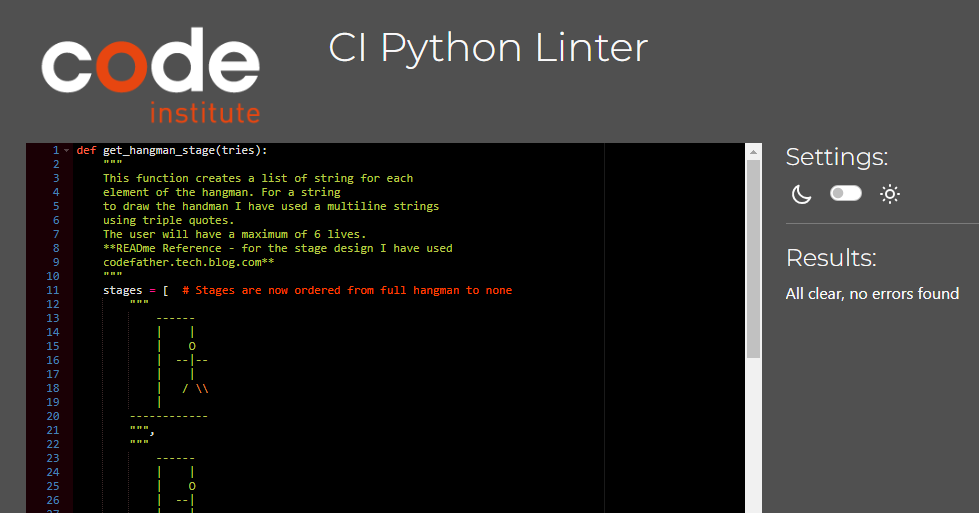 code
institute
CI Python Linter
1 def get_hangman_stage(tries):
2 """
3 This function creates a list of string for each
4 element of the hangman. For a string
5 to draw the handman I have used a multiline strings
6 using triple quotes.
7 The user will have a maximum of 6 lives.
8 **READme Reference - for the stage design I have used
9 codefather.tech.blog.com**
10 """
11 stages = [  # Stages are now ordered from full hangman to none
12 """
13 ------
14 |    |
15 |    O
16 |  --|--
17 |    |
18 |   / \\
19 |
20 ------------
21 """,
22 """
23 ------
24 |    |
25 |    O
26 |  --|
27 |    |
Settings:
Results:
All clear, no errors found